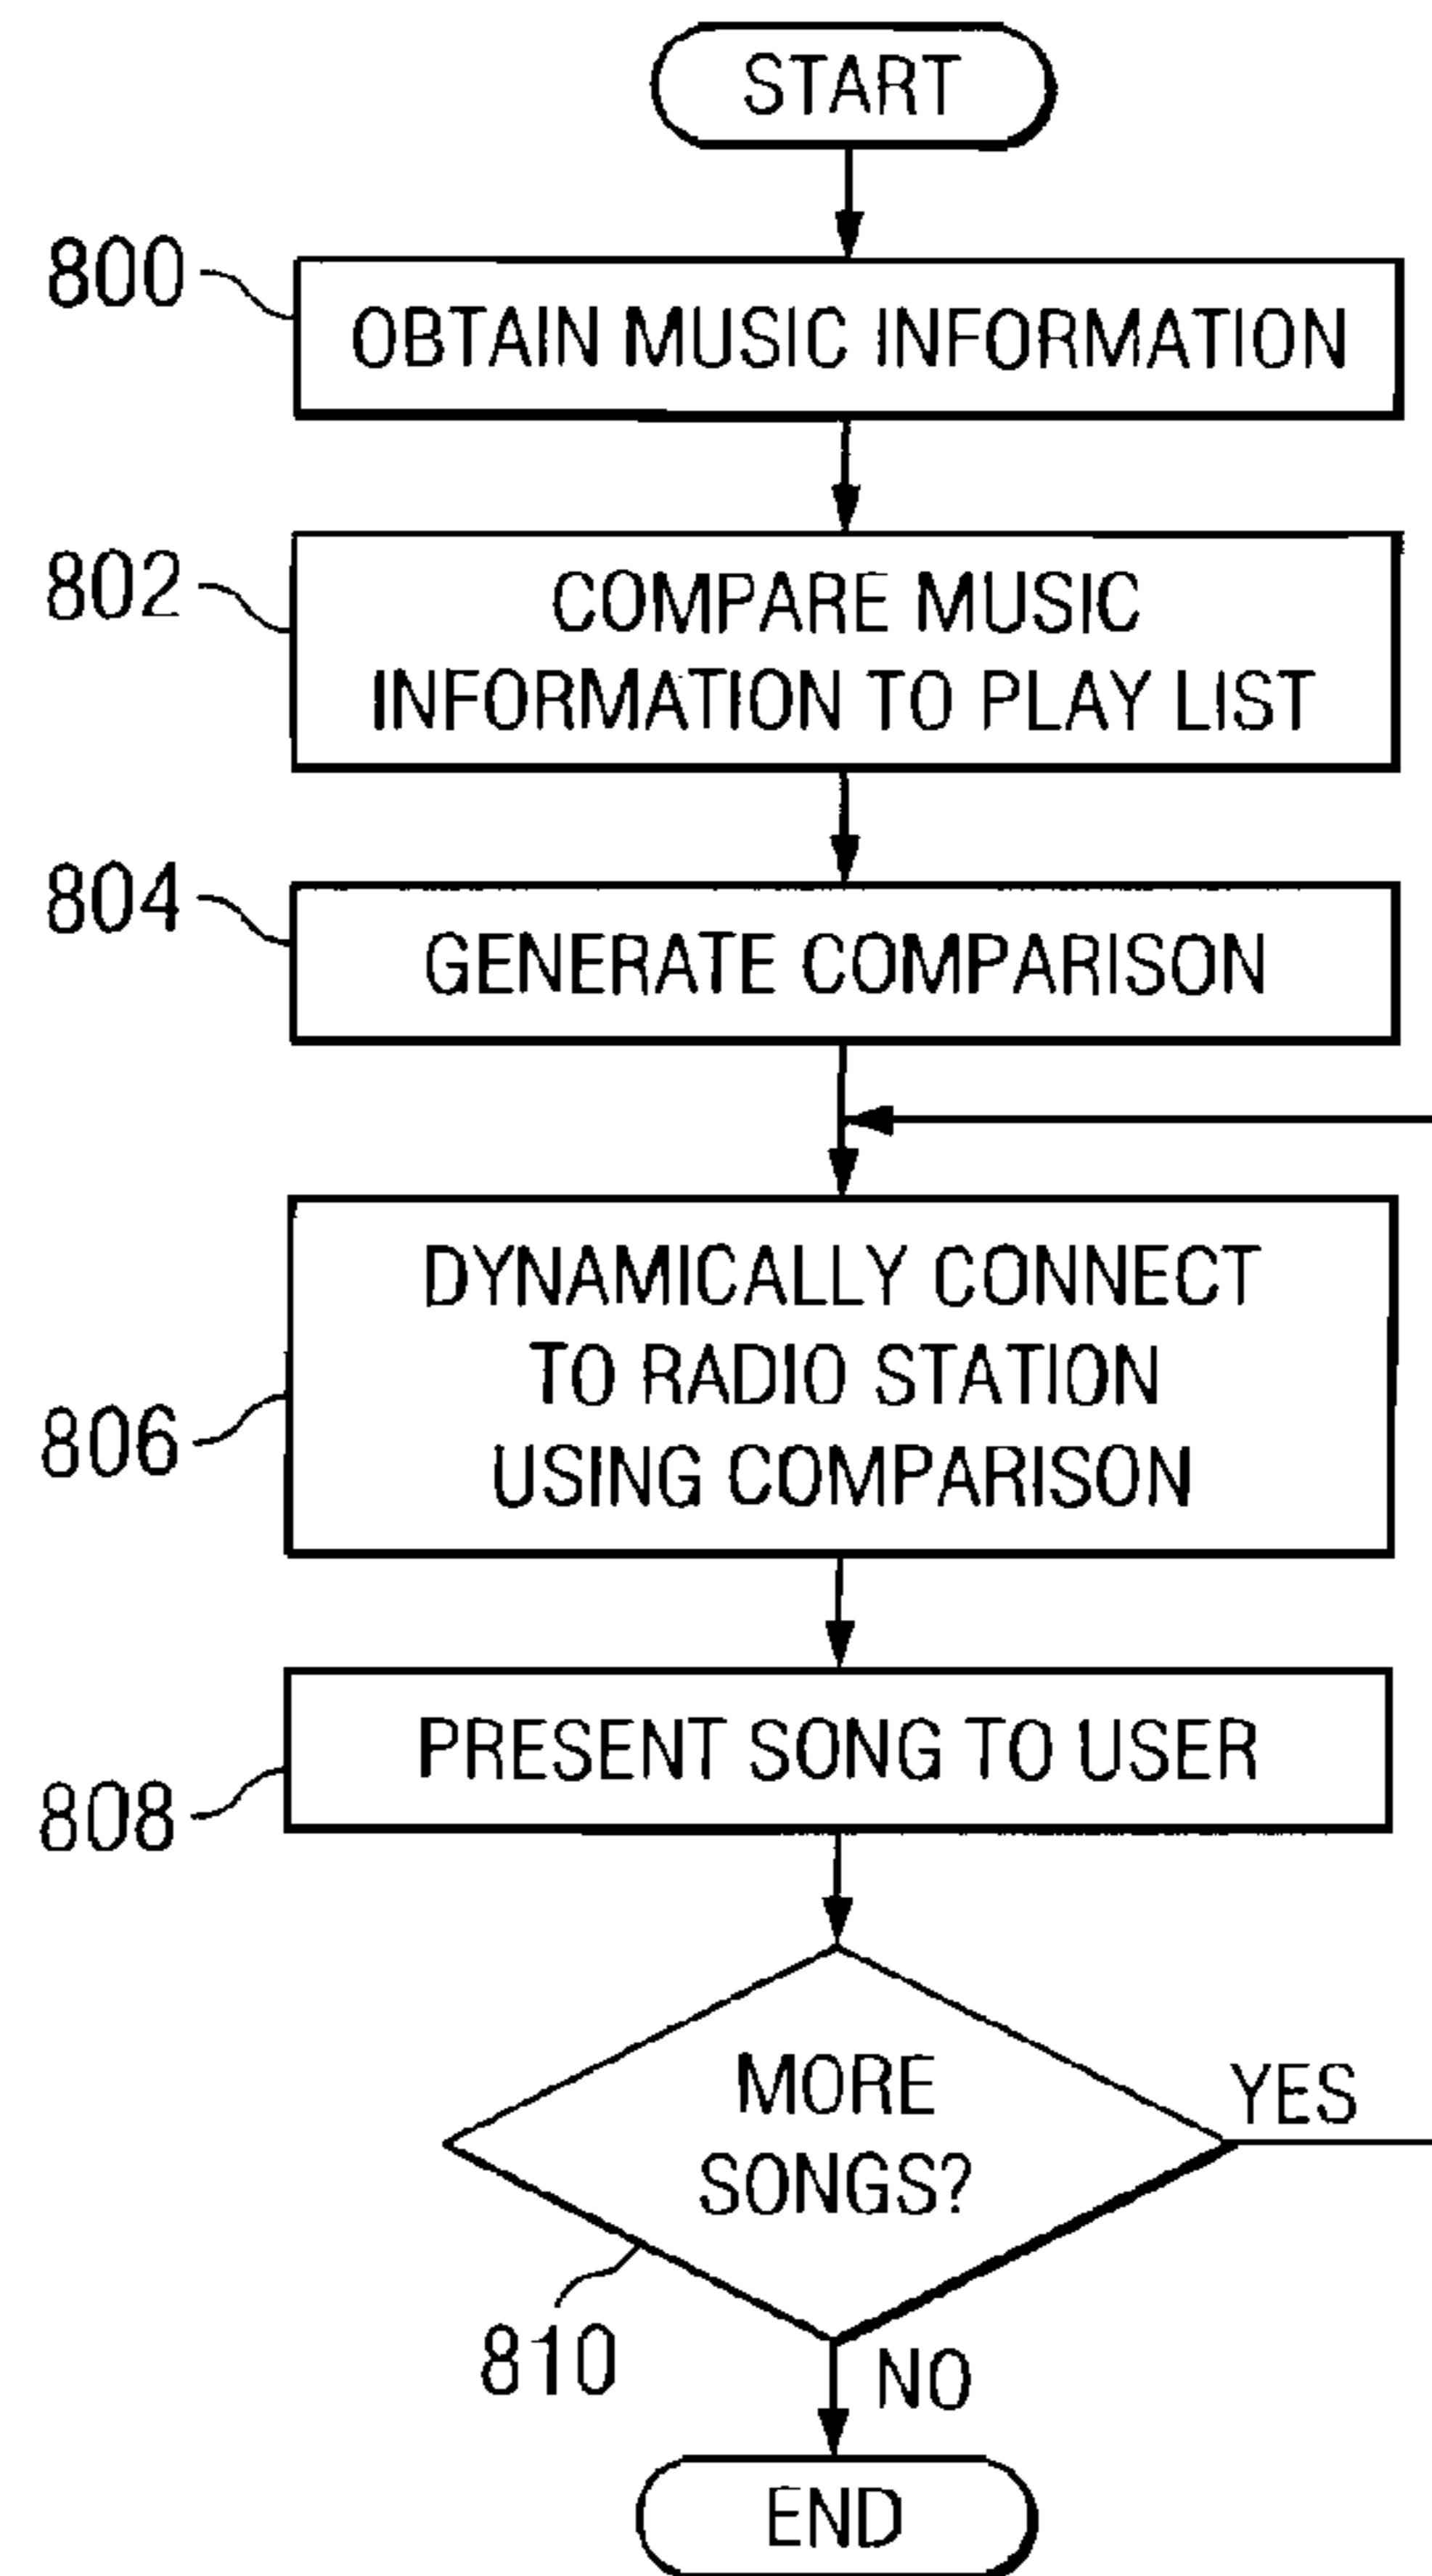 START
800
OBTAIN MUSIC INFORMATION
802
COMPARE MUSIC
INFORMATION TO PLAY LIST
804
GENERATE COMPARISON
DYNAMICALLY CONNECT
TO RADIO STATION
USING COMPARISON
806
PRESENT SONG TO USER
808
MORE
SONGS?
YES
810
NO
END